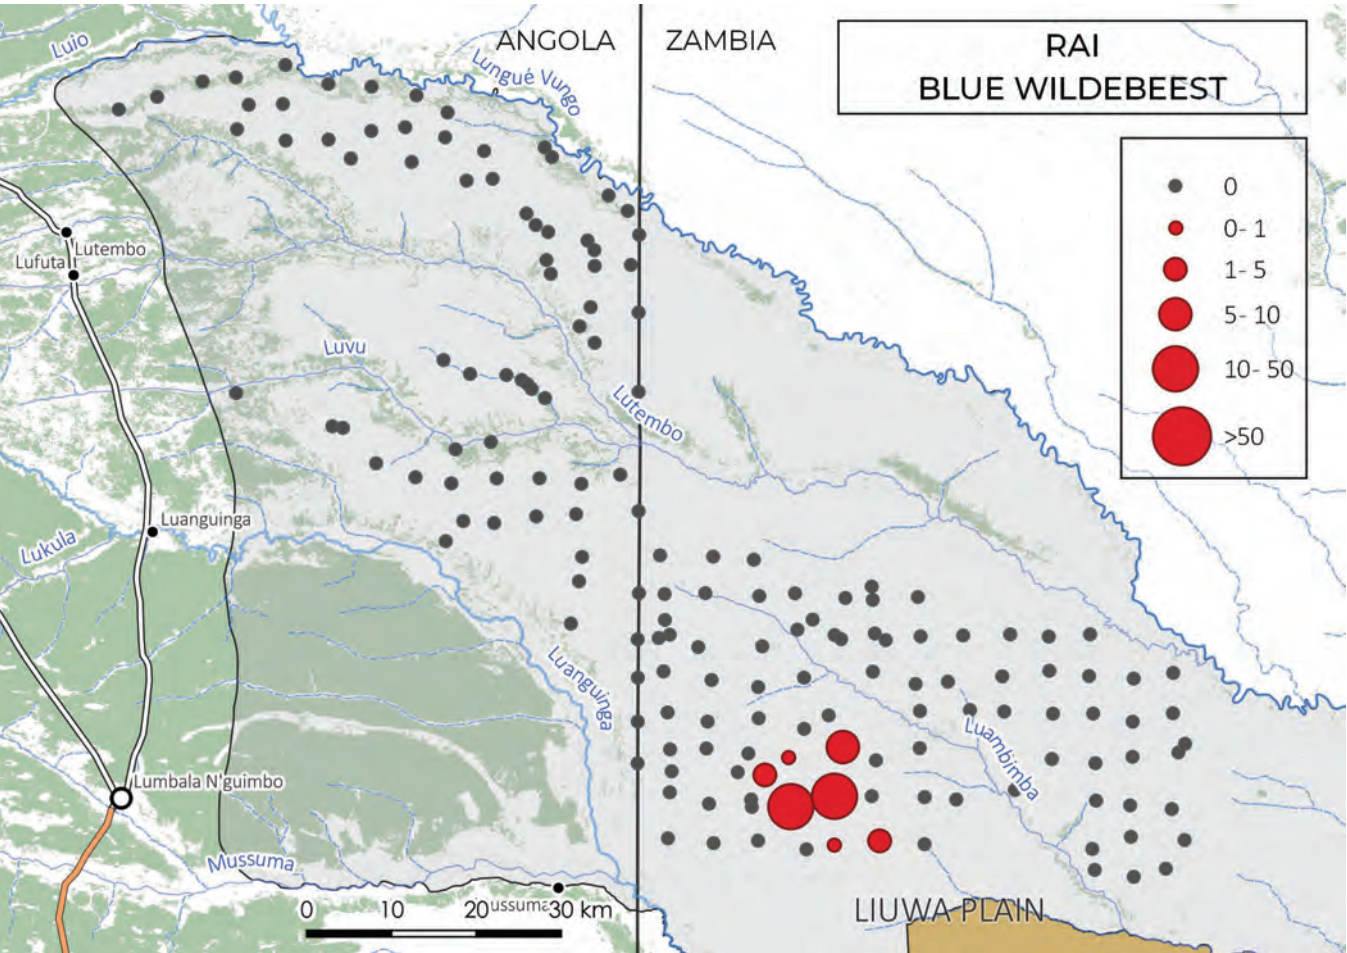 ANGOLA
ZAMBIA
RAI
BLUE WILDEBEEST
Luio
Lungué Vungo
0
0-1
1-5
5-10
10-50
>50
Lutembo
Lufuta
Luvu
Lutembo
Luanguinga
Lukula
Luanguinga
Luambimba
Lumbala N'guimbo
Mussuma
ussuma
0 10 20 30 km
LIUWA PLAIN